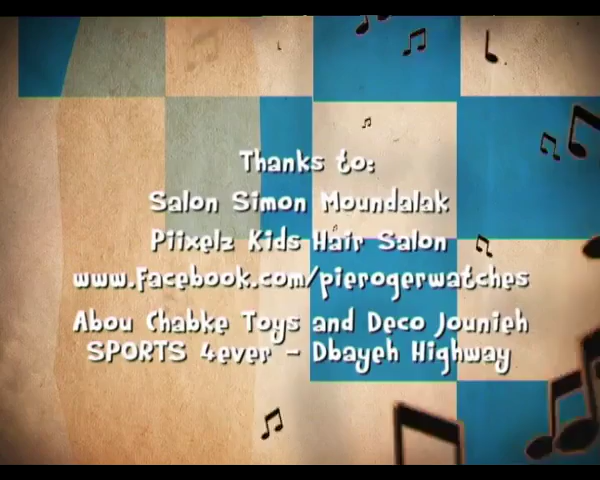 Thanks to:
Salon Simon Moundalak
Piixelz Kids Hair Salon
www.facebook.com/pierogerwatches
Abou Chabke Toys and Deco Jounieh
SPORTS 4ever - Dbayeh Highway